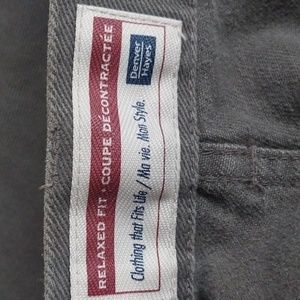 RELAXED FIT • COUPE DÉCONTRACTÉE
Denver
Hayes
Clothing that Fits Life / Ma vie. Mon Style.